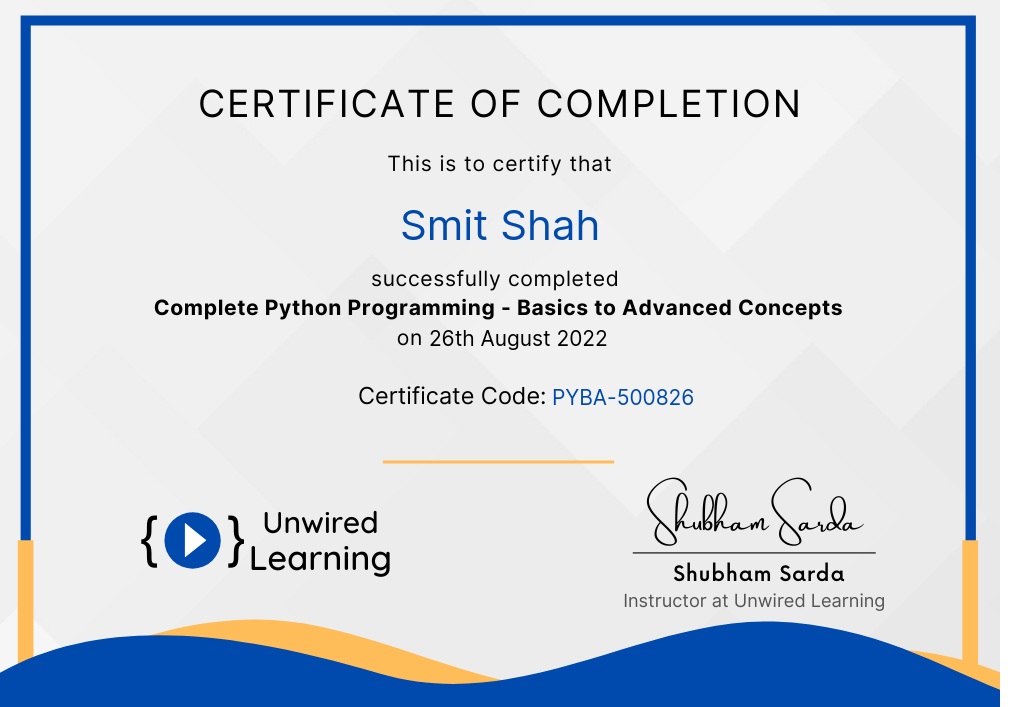 CERTIFICATE OF COMPLETION
This is to certify that
Smit Shah
successfully completed
Complete Python Programming - Basics to Advanced Concepts
on 26th August 2022
Certificate Code: PYBA-500826
{ } Unwired
Learning
Shubham Sarda
Shubham Sarda
Instructor at Unwired Learning